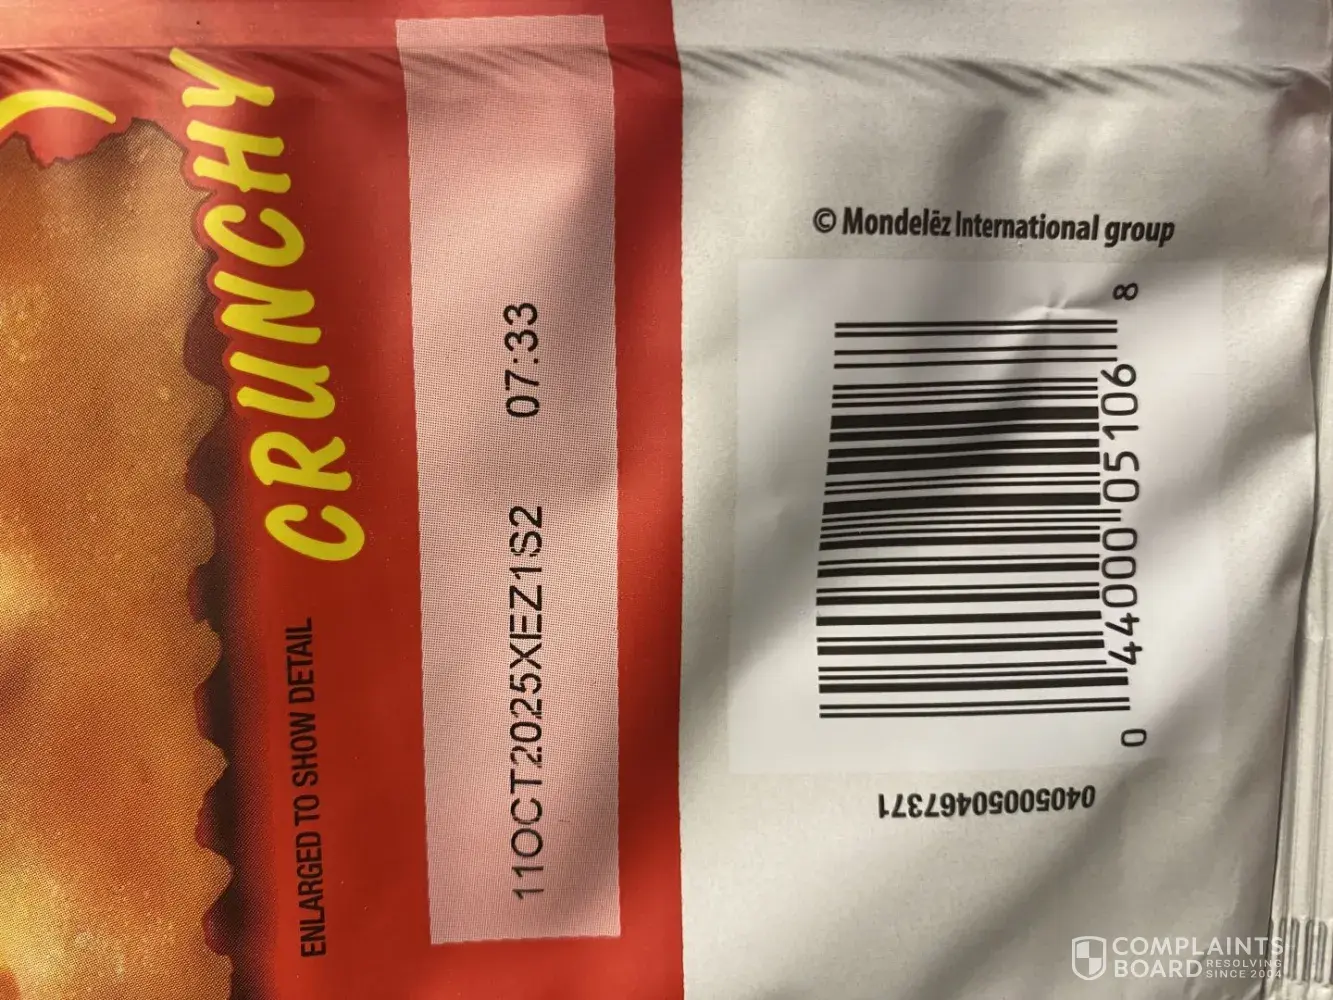 CRUNCHY
ENLARGED TO SHOW DETAIL
11OCT2025XEZ1S2 07:33
© Mondelēz International group
0 44000 05106 8
04050050467371
COMPLAINTS
BOARD RESOLVING
SINCE 2004